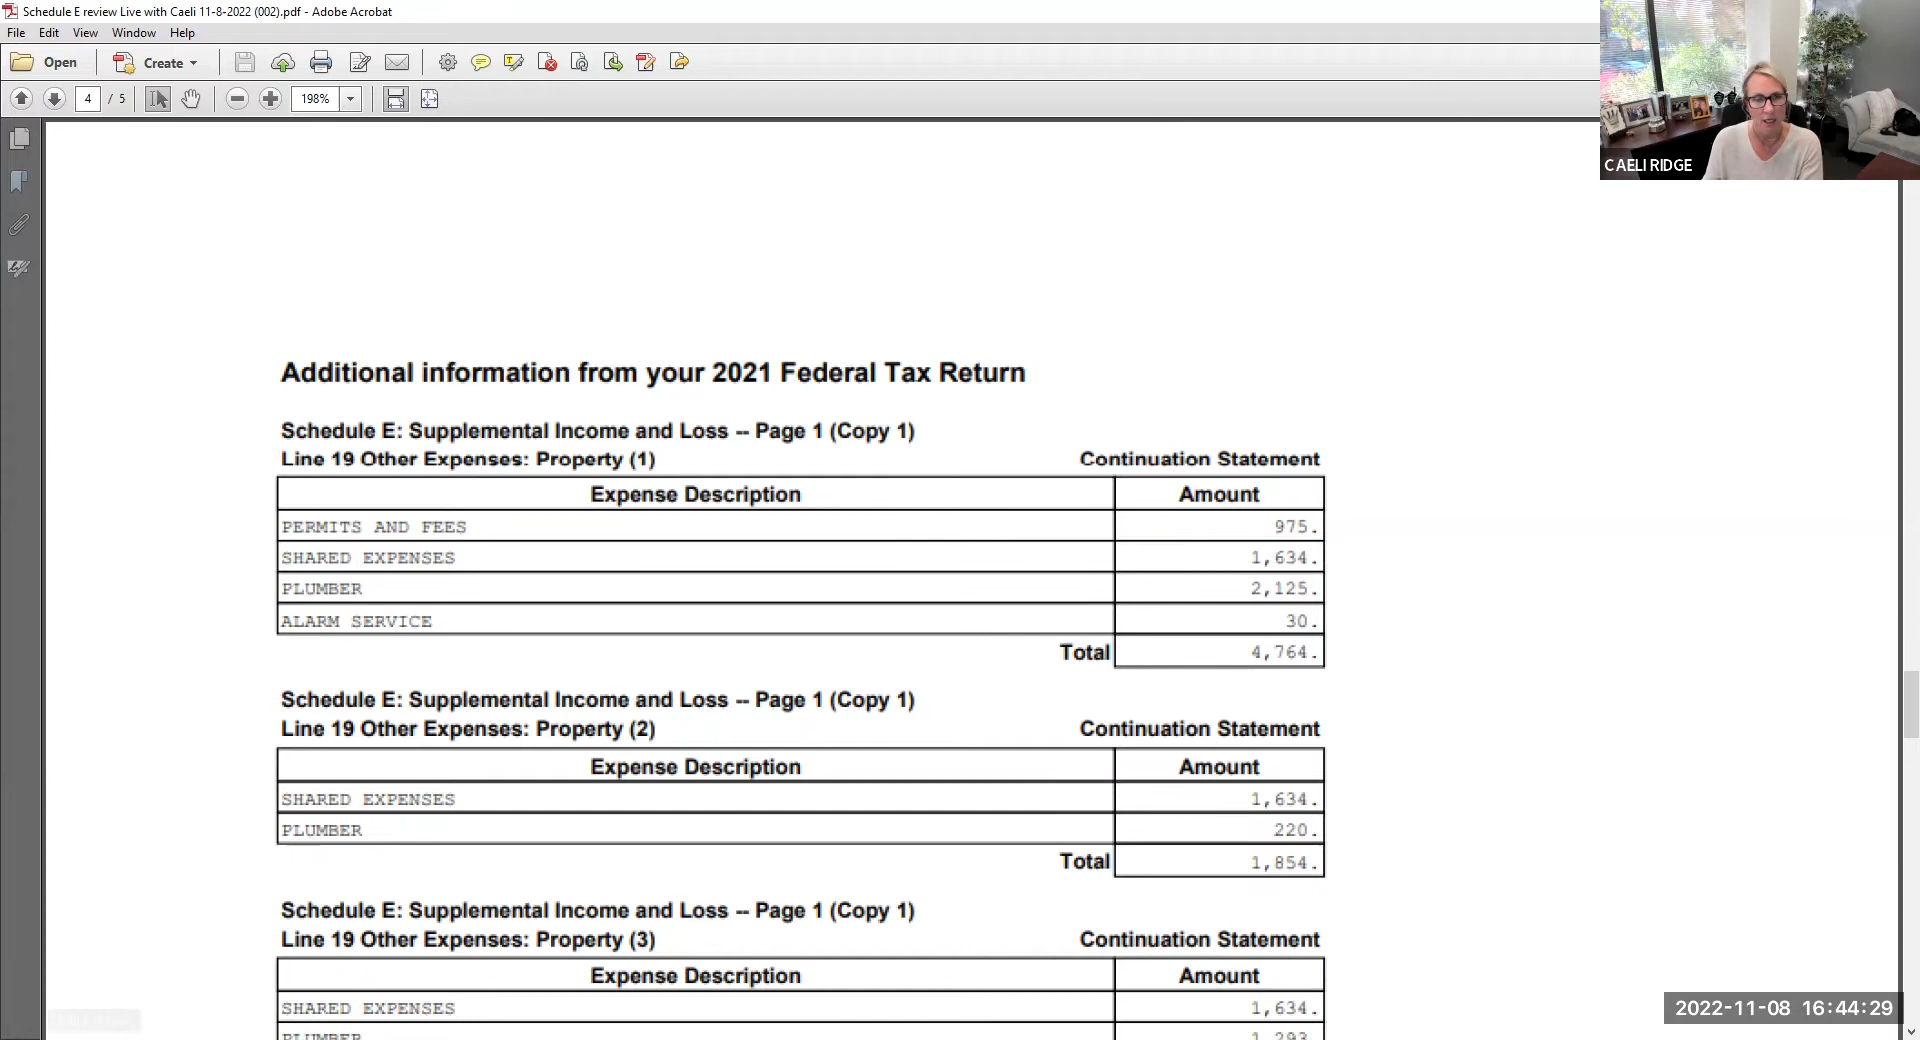 Schedule E review Live with Caeli 11-8-2022 (002).pdf - Adobe Acrobat
File Edit View Window Help
Open Create
4 / 5 198%
CAELI RIDGE
Additional information from your 2021 Federal Tax Return
Schedule E: Supplemental Income and Loss -- Page 1 (Copy 1)
Line 19 Other Expenses: Property (1) Continuation Statement
Expense Description Amount
PERMITS AND FEES 975.
SHARED EXPENSES 1,634.
PLUMBER 2,125.
ALARM SERVICE 30.
Total 4,764.
Schedule E: Supplemental Income and Loss -- Page 1 (Copy 1)
Line 19 Other Expenses: Property (2) Continuation Statement
Expense Description Amount
SHARED EXPENSES 1,634.
PLUMBER 220.
Total 1,854.
Schedule E: Supplemental Income and Loss -- Page 1 (Copy 1)
Line 19 Other Expenses: Property (3) Continuation Statement
Expense Description Amount
SHARED EXPENSES 1,634.
PLUMBER 1,293.
2022-11-08 16:44:29